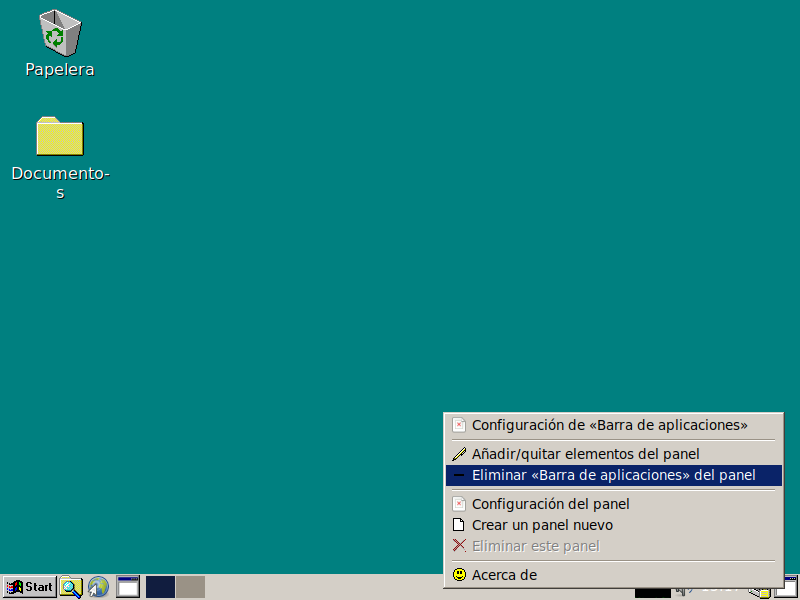 Papelera
Documento-
s
Configuración de «Barra de aplicaciones»
Añadir/quitar elementos del panel
Eliminar «Barra de aplicaciones» del panel
Configuración del panel
Crear un panel nuevo
Eliminar este panel
Acerca de
Start